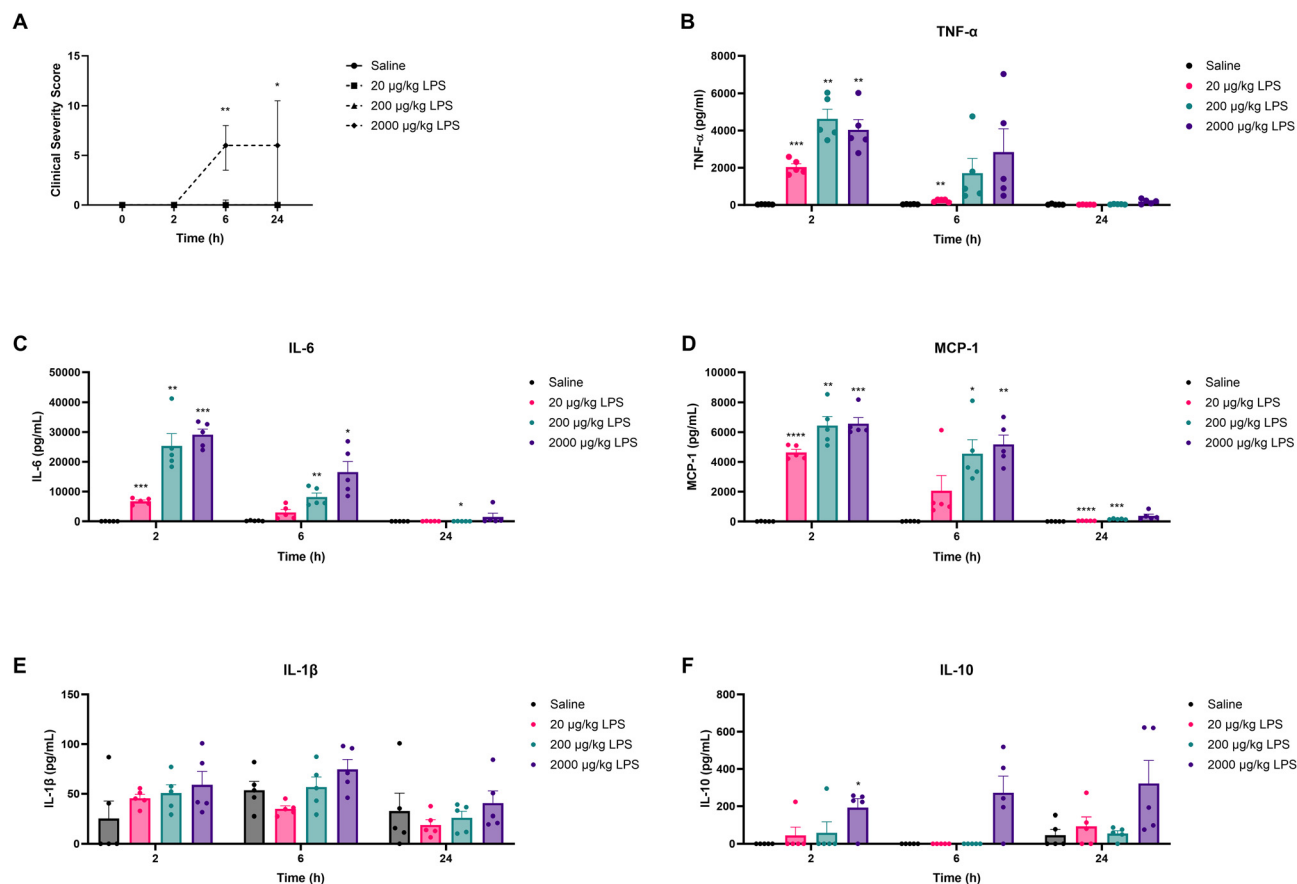 A
15
10
5
0
Clinical Severity Score
0
2
6
24
Time (h)
**
*
Saline
20 µg/kg LPS
200 µg/kg LPS
2000 µg/kg LPS
B
TNF-α
8000
6000
4000
2000
0
TNF-α (pg/ml)
***
**
**
**
2
6
24
Time (h)
Saline
20 µg/kg LPS
200 µg/kg LPS
2000 µg/kg LPS
C
IL-6
50000
40000
30000
20000
10000
0
IL-6 (pg/mL)
***
**
***
**
*
*
2
6
24
Time (h)
Saline
20 µg/kg LPS
200 µg/kg LPS
2000 µg/kg LPS
D
MCP-1
10000
8000
6000
4000
2000
0
MCP-1 (pg/mL)
****
**
***
*
**
****
***
2
6
24
Time (h)
Saline
20 µg/kg LPS
200 µg/kg LPS
2000 µg/kg LPS
E
IL-1β
150
100
50
0
IL-1β (pg/mL)
2
6
24
Time (h)
Saline
20 µg/kg LPS
200 µg/kg LPS
2000 µg/kg LPS
F
IL-10
800
600
400
200
0
IL-10 (pg/mL)
*
2
6
24
Time (h)
Saline
20 µg/kg LPS
200 µg/kg LPS
2000 µg/kg LPS